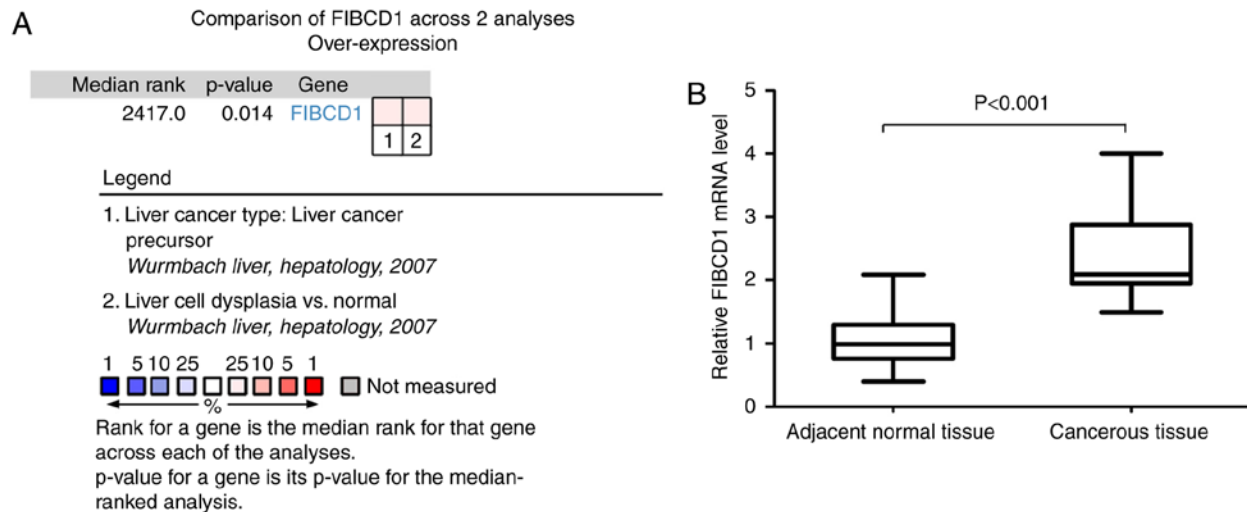 A
Comparison of FIBCD1 across 2 analyses
Over-expression
Median rank p-value Gene
2417.0 0.014 FIBCD1
1 2
Legend
1. Liver cancer type: Liver cancer
precursor
Wurmbach liver, hepatology, 2007
2. Liver cell dysplasia vs. normal
Wurmbach liver, hepatology, 2007
1 5 10 25 25 10 5 1
Not measured
%
Rank for a gene is the median rank for that gene
across each of the analyses.
p-value for a gene is its p-value for the median-
ranked analysis.
B
P<0.001
Relative FIBCD1 mRNA level
5
4
3
2
1
0
Adjacent normal tissue Cancerous tissue